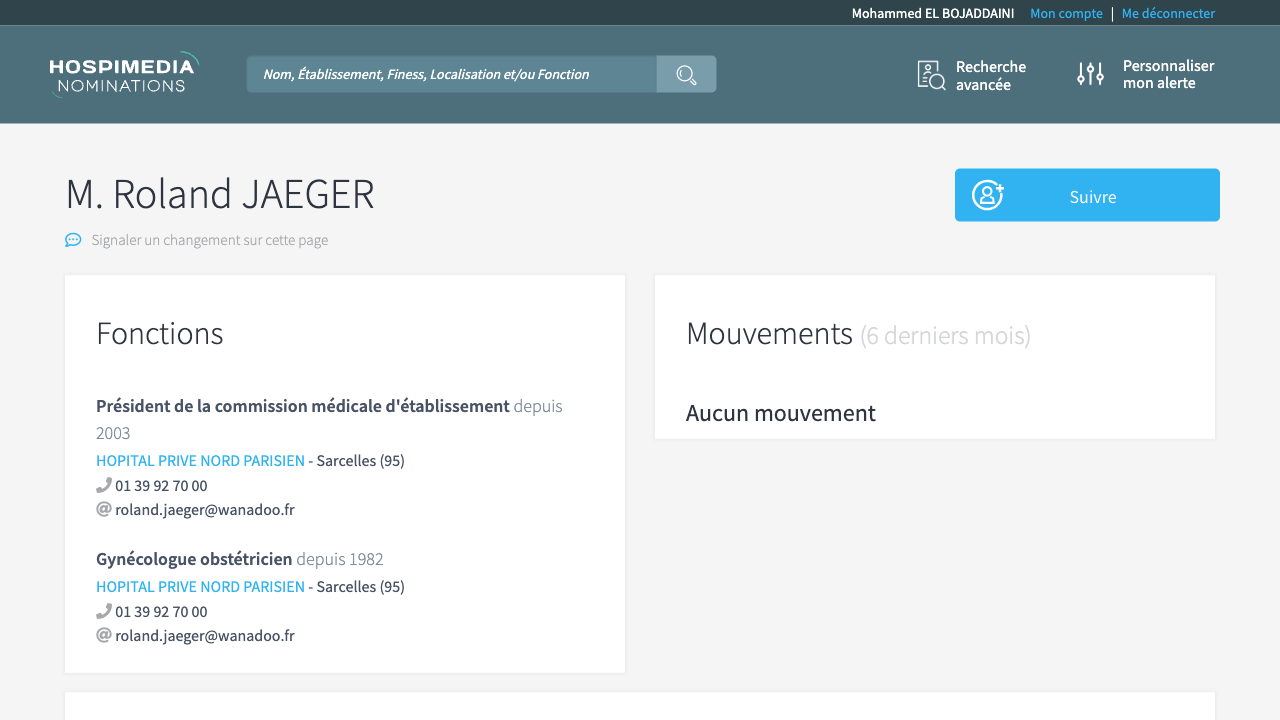 Mohammed EL BOJADDAINI Mon compte | Me déconnecter
HOSPIMEDIA
NOMINATIONS
Nom, Établissement, Finess, Localisation et/ou Fonction
Recherche
avancée
Personnaliser
mon alerte
M. Roland JAEGER
Suivre
Signaler un changement sur cette page
Fonctions
Président de la commission médicale d'établissement depuis
2003
HOPITAL PRIVE NORD PARISIEN - Sarcelles (95)
01 39 92 70 00
roland.jaeger@wanadoo.fr
Gynécologue obstétricien depuis 1982
HOPITAL PRIVE NORD PARISIEN - Sarcelles (95)
01 39 92 70 00
roland.jaeger@wanadoo.fr
Mouvements (6 derniers mois)
Aucun mouvement